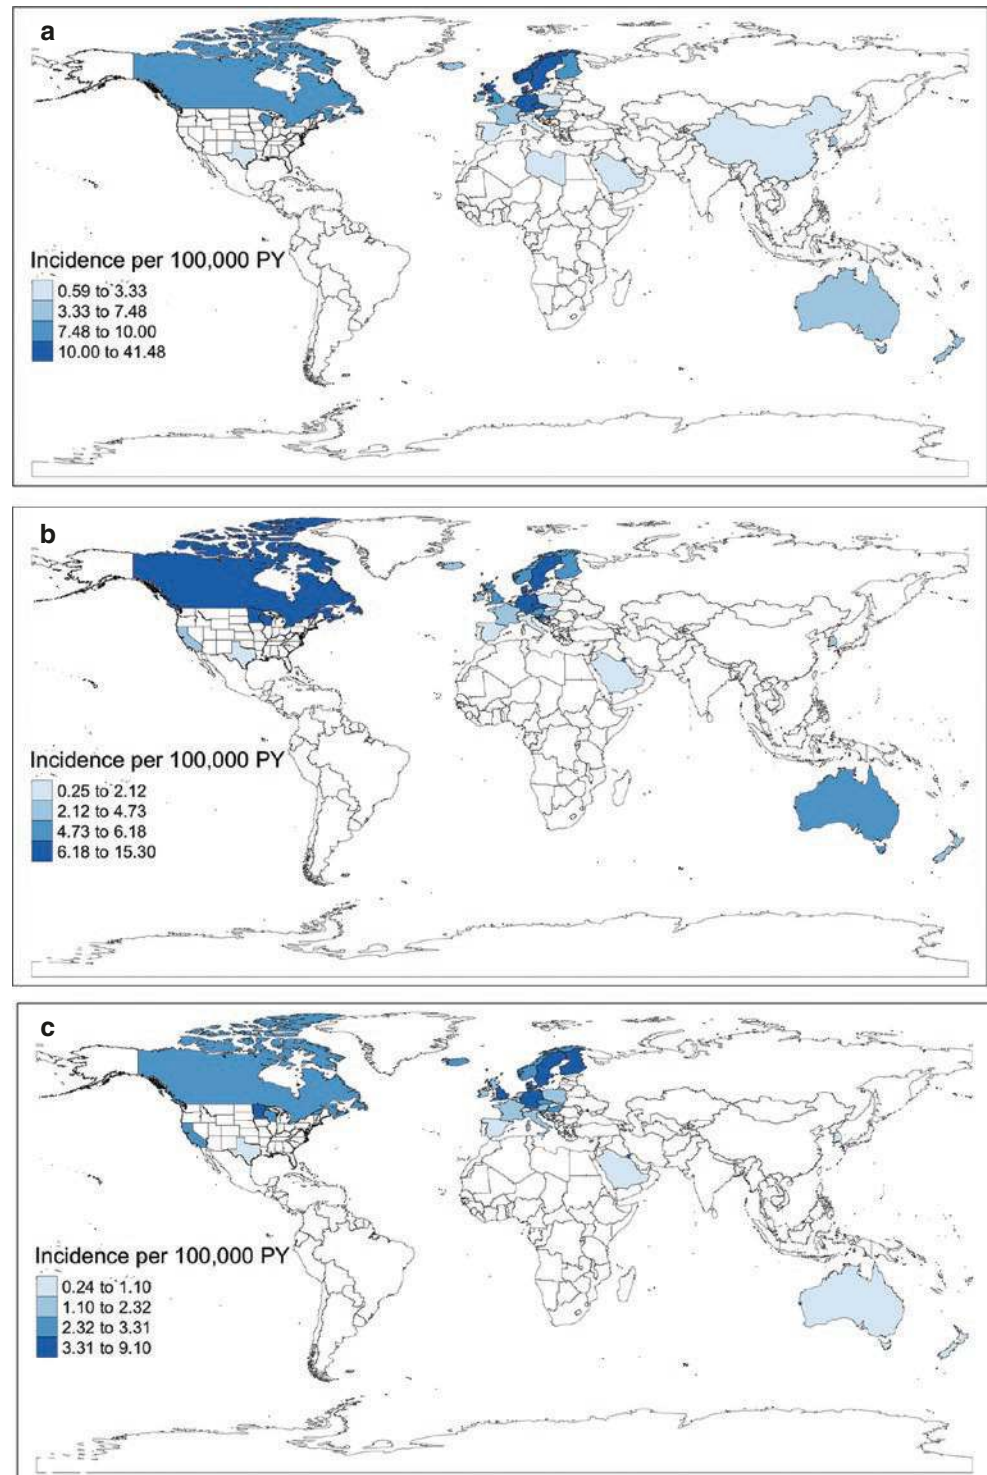 a
Incidence per 100,000 PY
0.59 to 3.33
3.33 to 7.48
7.48 to 10.00
10.00 to 41.48
b
Incidence per 100,000 PY
0.25 to 2.12
2.12 to 4.73
4.73 to 6.18
6.18 to 15.30
c
Incidence per 100,000 PY
0.24 to 1.10
1.10 to 2.32
2.32 to 3.31
3.31 to 9.10